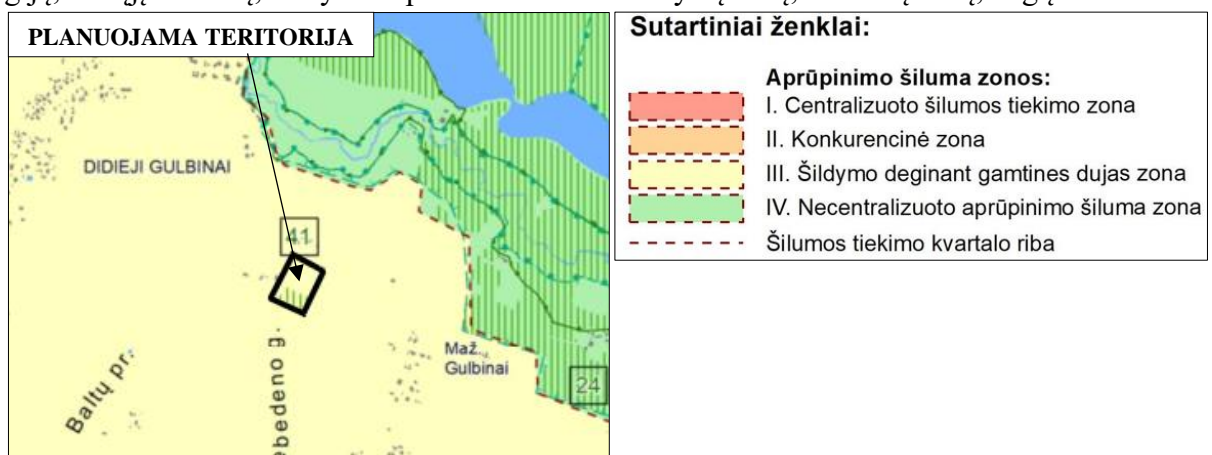 PLANUOJAMA TERITORIJA
DIDIEJI GULBINAI
41
Maž.
Gulbinai
24
Baltų pr.
ebedeno g.
Sutartiniai ženklai:
Aprūpinimo šiluma zonos:
I. Centralizuoto šilumos tiekimo zona
II. Konkurencinė zona
III. Šildymo deginant gamtines dujas zona
IV. Necentralizuoto aprūpinimo šiluma zona
Šilumos tiekimo kvartalo riba